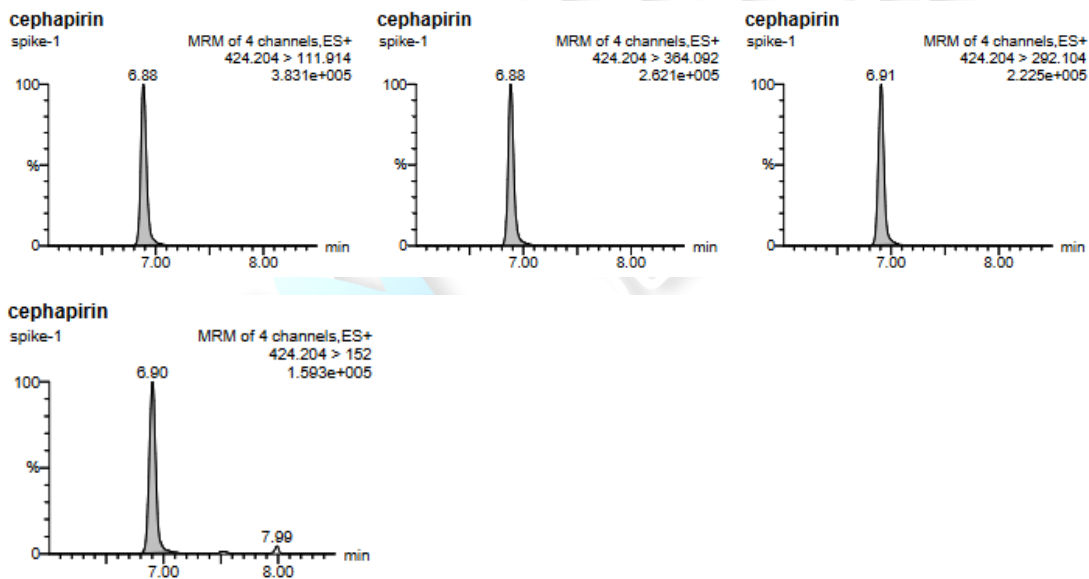 cephapirin
spike-1
MRM of 4 channels,ES+
424.204 > 111.914
3.831e+005
6.88
100
%
0
7.00
8.00
min
cephapirin
spike-1
MRM of 4 channels,ES+
424.204 > 364.092
2.621e+005
6.88
100
%
0
7.00
8.00
min
cephapirin
spike-1
MRM of 4 channels,ES+
424.204 > 292.104
2.225e+005
6.91
100
%
0
7.00
8.00
min
cephapirin
spike-1
MRM of 4 channels,ES+
424.204 > 152
1.593e+005
6.90
100
%
7.99
0
7.00
8.00
min